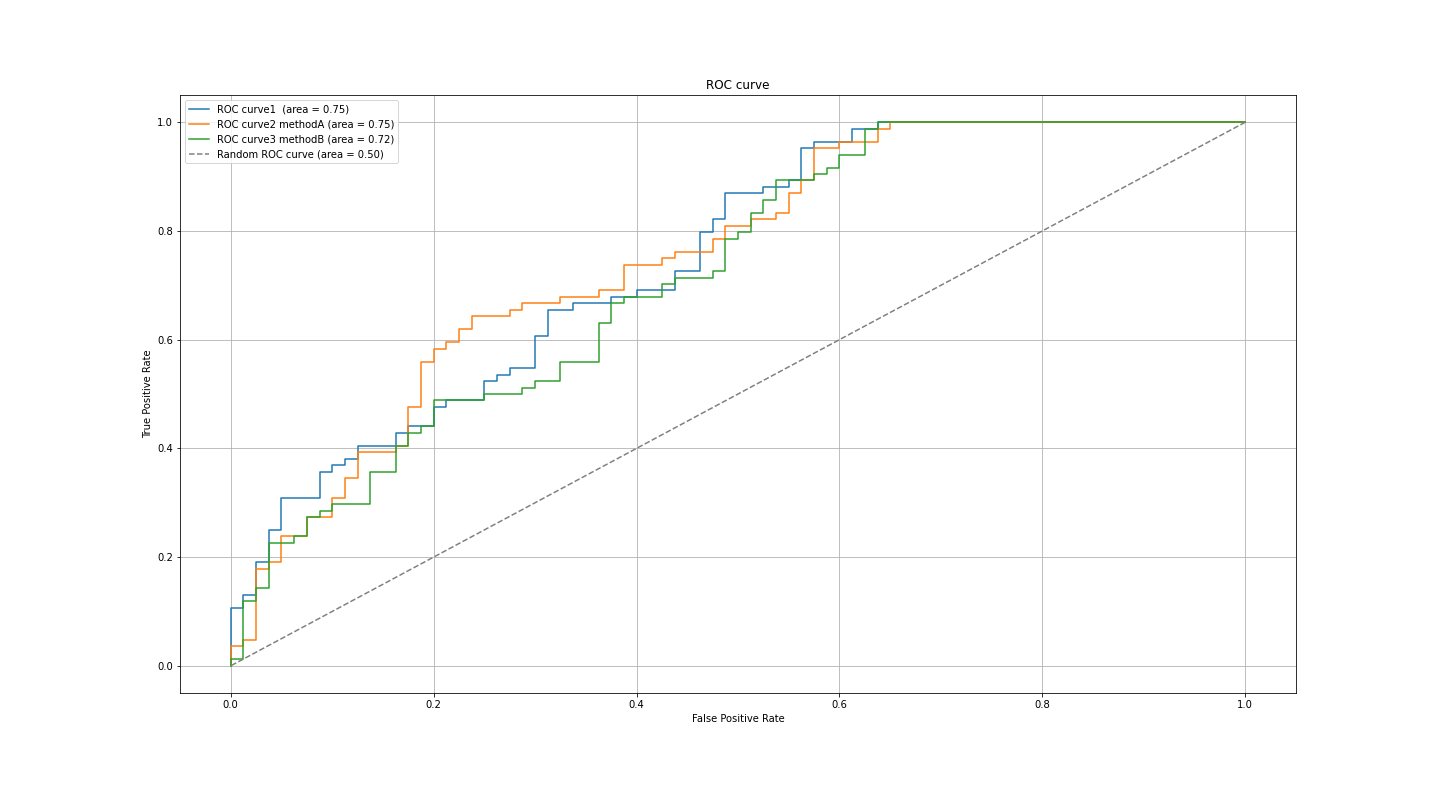 ROC curve
ROC curve1  (area = 0.75)
ROC curve2 methodA (area = 0.75)
ROC curve3 methodB (area = 0.72)
Random ROC curve (area = 0.50)
True Positive Rate
1.0
0.8
0.6
0.4
0.2
0.0
0.0 0.2 0.4 0.6 0.8 1.0
False Positive Rate